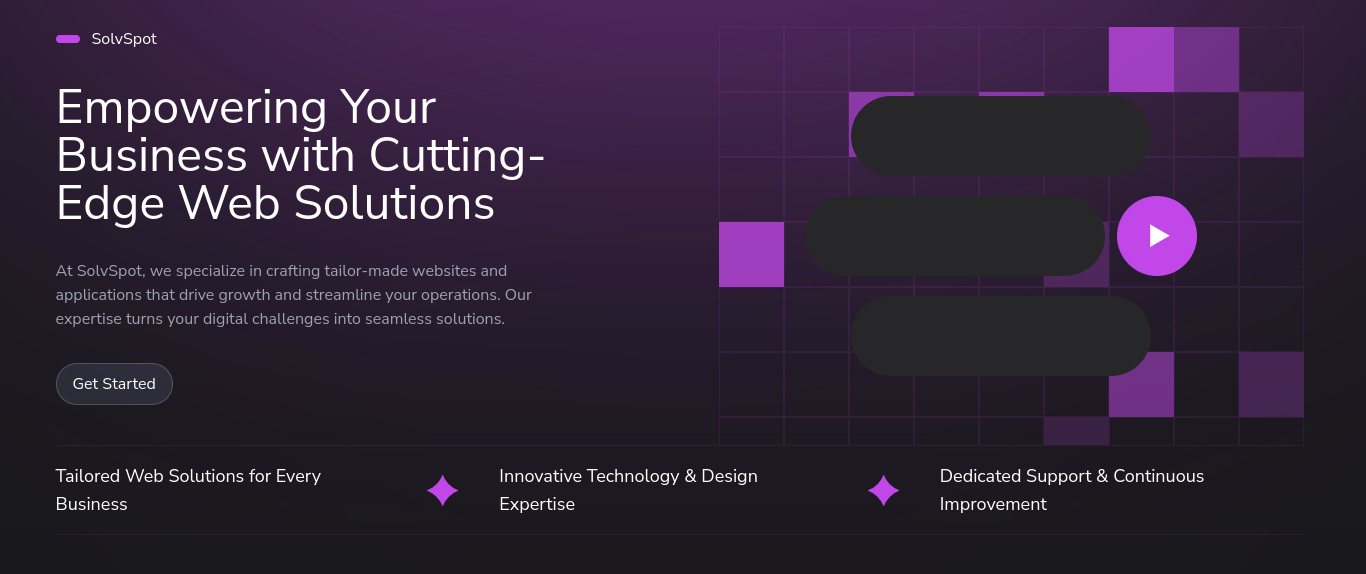 SolvSpot
Empowering Your
Business with Cutting-
Edge Web Solutions
At SolvSpot, we specialize in crafting tailor-made websites and
applications that drive growth and streamline your operations. Our
expertise turns your digital challenges into seamless solutions.
Get Started
Tailored Web Solutions for Every
Business
Innovative Technology & Design
Expertise
Dedicated Support & Continuous
Improvement